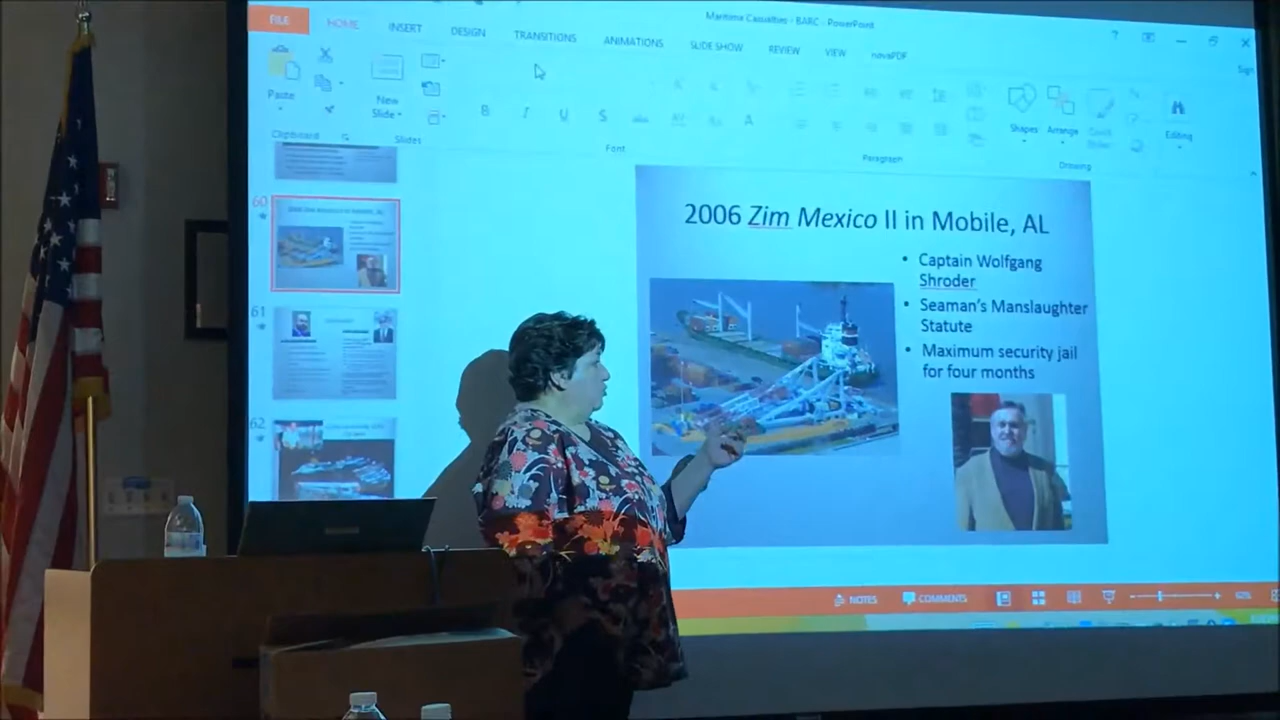 Maritime Casualties - BARC - PowerPoint
FILE
HOME
INSERT
DESIGN
TRANSITIONS
ANIMATIONS
SLIDE SHOW
REVIEW
VIEW
novaPDF
?
Sign
Paste
New
Slide
B
I
U
S
A
Shapes
Arrange
Editing
Clipboard
Slides
Font
Paragraph
Drawing
60
61
62
2006 Zim Mexico II in Mobile, AL
• Captain Wolfgang
Shroder
• Seaman's Manslaughter
Statute
• Maximum security jail
for four months
NOTES
COMMENTS